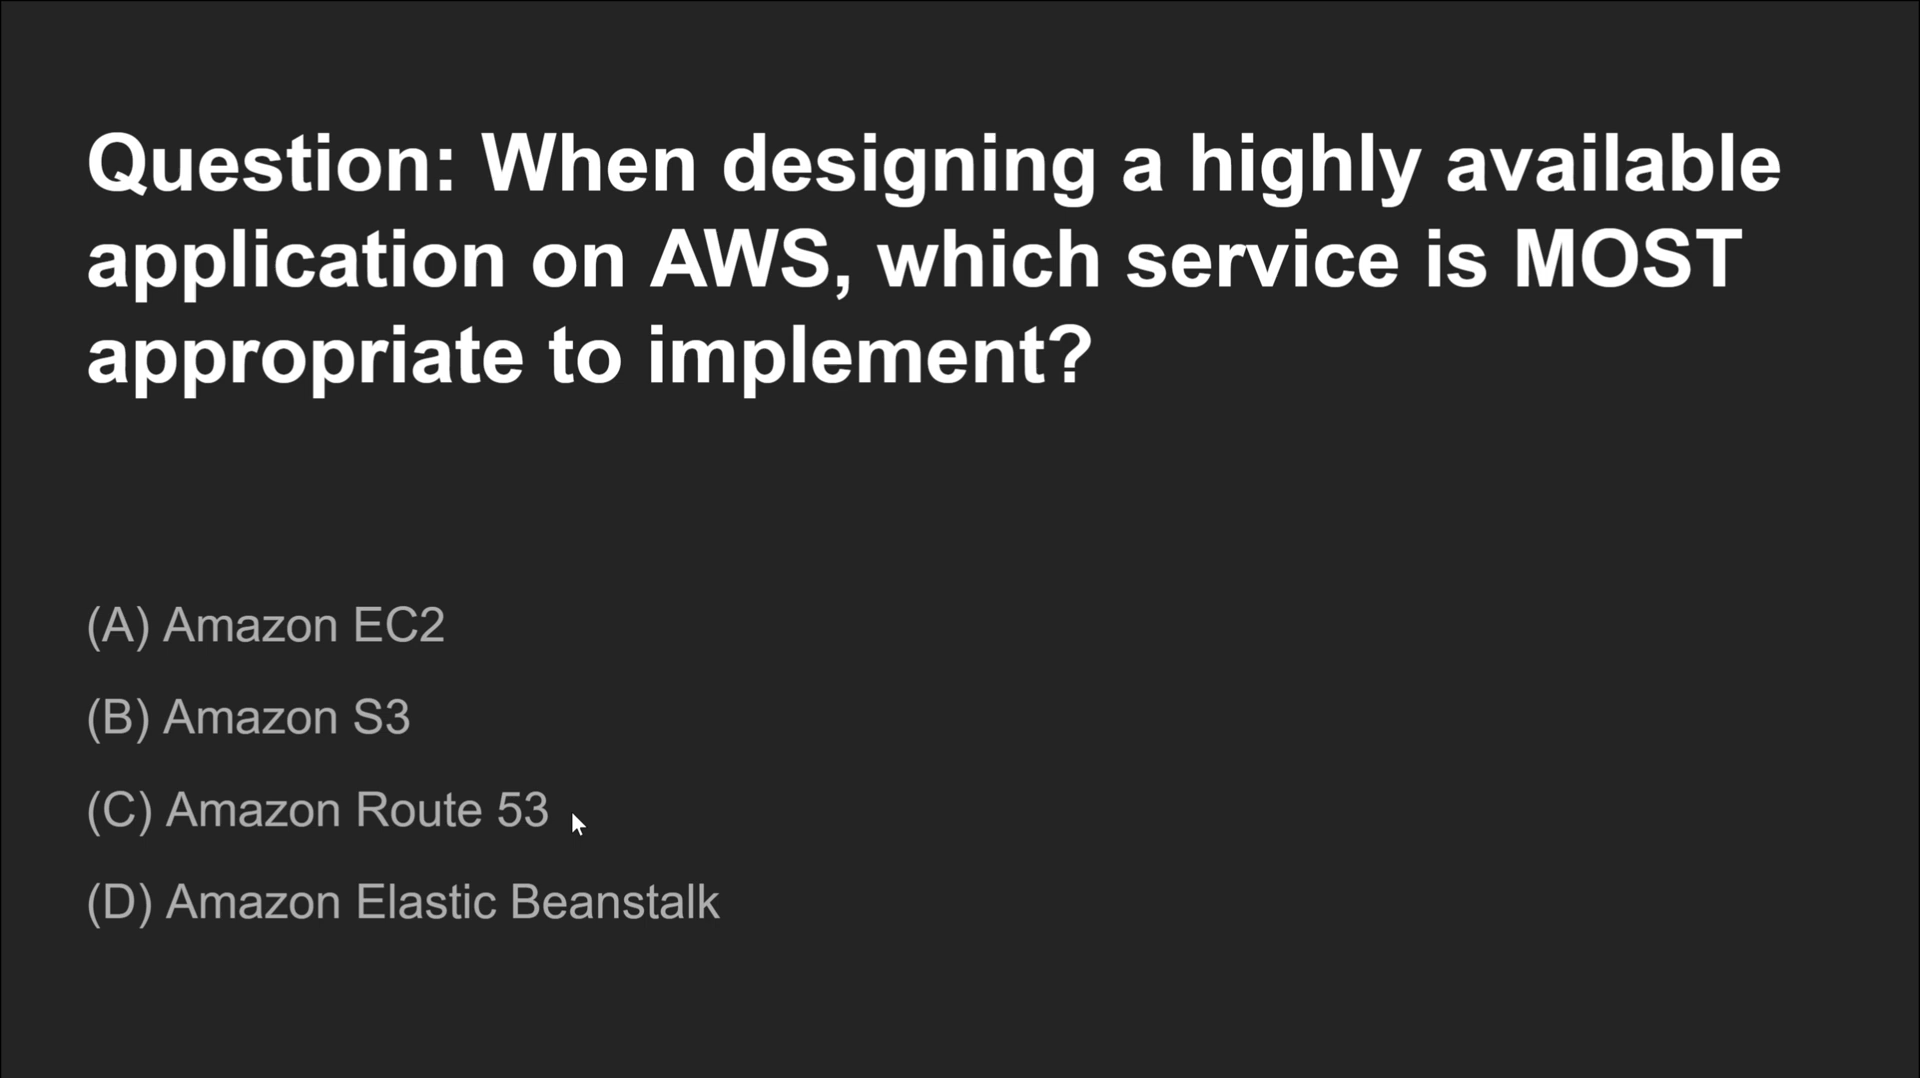 Question: When designing a highly available
application on AWS, which service is MOST
appropriate to implement?
(A) Amazon EC2
(B) Amazon S3
(C) Amazon Route 53
(D) Amazon Elastic Beanstalk